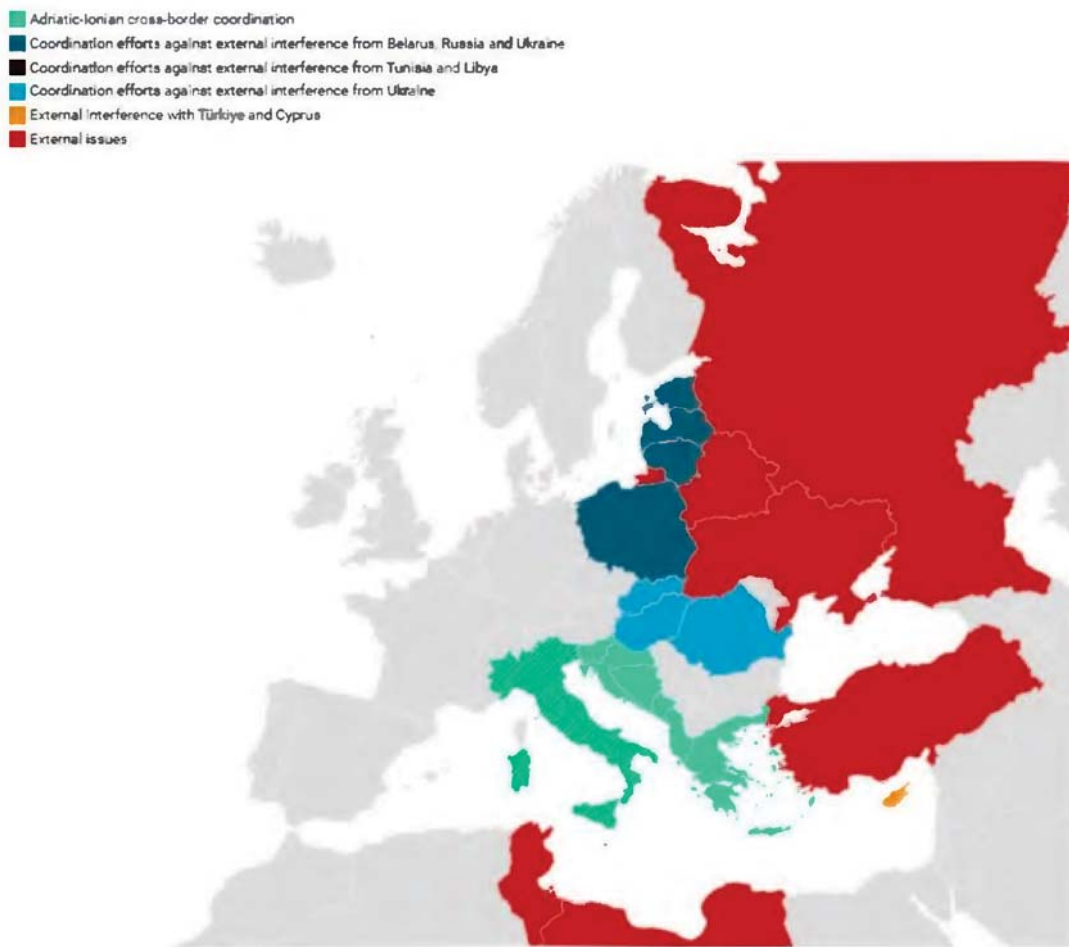 Adriatic-Ionian cross-border coordination
Coordination efforts against external interference from Belarus, Russia and Ukraine
Coordination efforts against external interference from Tunisia and Libya
Coordination efforts against external interference from Ukraine
External Interference with Türkiye and Cyprus
External issues